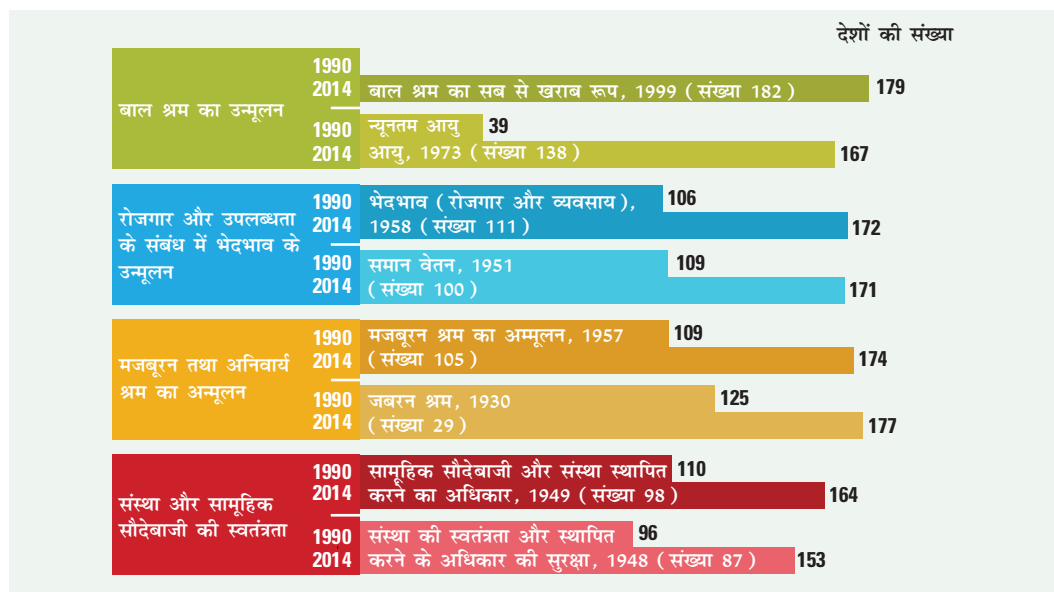 देशों की संख्या
बाल श्रम का उन्मूलन
1990
2014
बाल श्रम का सब से खराब रूप, 1999 (संख्या 182)
179
1990
2014
न्यूनतम आयु
39
आयु, 1973 (संख्या 138)
167
रोजगार और उपलब्धता
के संबंध में भेदभाव के
उन्मूलन
1990
2014
भेदभाव (रोजगार और व्यवसाय),
106
1958 (संख्या 111)
172
1990
2014
समान वेतन, 1951
109
(संख्या 100)
171
मजबूरन तथा अनिवार्य
श्रम का अन्मूलन
1990
2014
मजबूरन श्रम का अम्मूलन, 1957
109
(संख्या 105)
174
1990
2014
जबरन श्रम, 1930
125
(संख्या 29)
177
संस्था और सामूहिक
सौदेबाजी की स्वतंत्रता
1990
2014
सामूहिक सौदेबाजी और संस्था स्थापित
110
करने का अधिकार, 1949 (संख्या 98)
164
1990
2014
संस्था की स्वतंत्रता और स्थापित
96
करने के अधिकार की सुरक्षा, 1948 (संख्या 87)
153